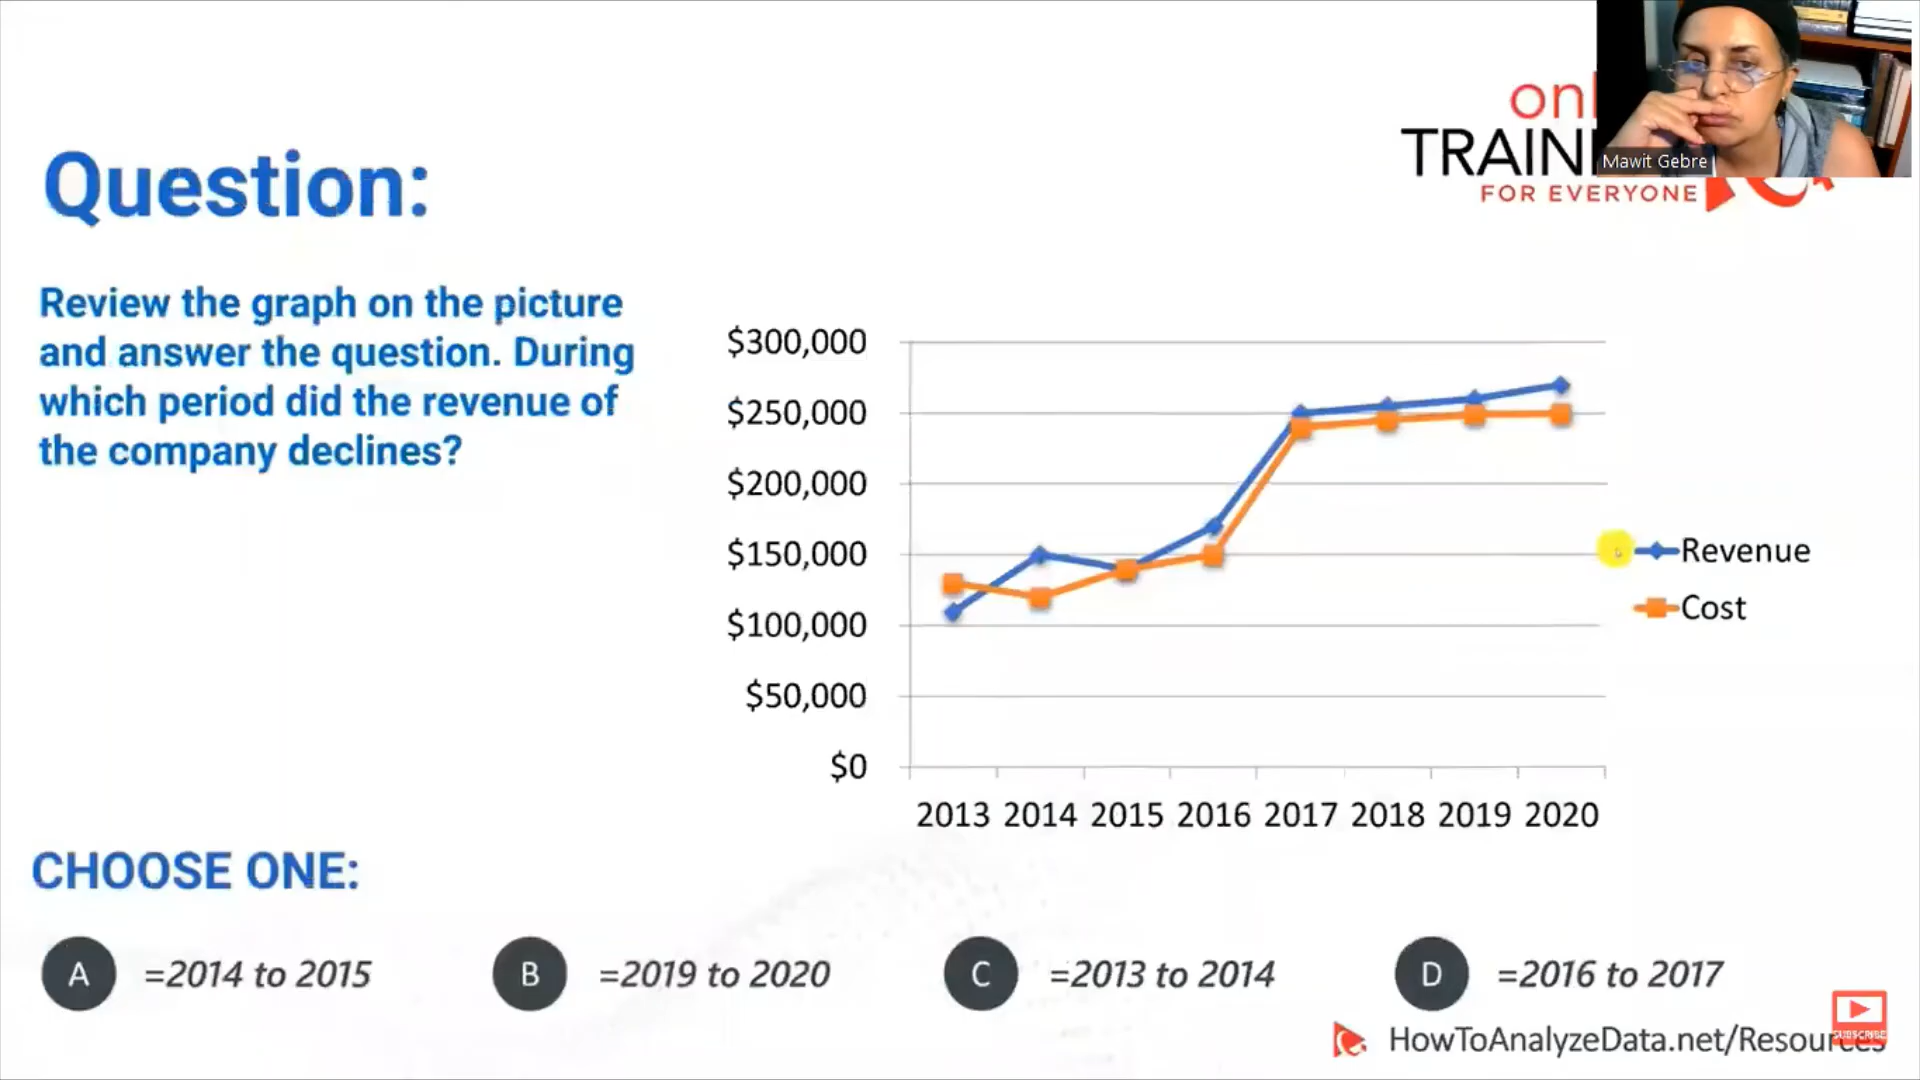 Mawit Gebre
TRAIN
FOR EVERYONE
Question:
Review the graph on the picture
and answer the question. During
which period did the revenue of
the company declines?
$300,000
$250,000
$200,000
$150,000
$100,000
$50,000
$0
2013 2014 2015 2016 2017 2018 2019 2020
Revenue
Cost
CHOOSE ONE:
A =2014 to 2015
B =2019 to 2020
C =2013 to 2014
D =2016 to 2017
HowToAnalyzeData.net/Resources
SUBSCRIBE